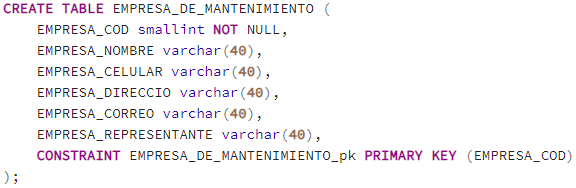 CREATE TABLE EMPRESA_DE_MANTENIMIENTO (
EMPRESA_COD smallint NOT NULL,
EMPRESA_NOMBRE varchar(40),
EMPRESA_CELULAR varchar(40),
EMPRESA_DIRECCIO varchar(40),
EMPRESA_CORREO varchar(40),
EMPRESA_REPRESENTANTE varchar(40),
CONSTRAINT EMPRESA_DE_MANTENIMIENTO_pk PRIMARY KEY (EMPRESA_COD)
);